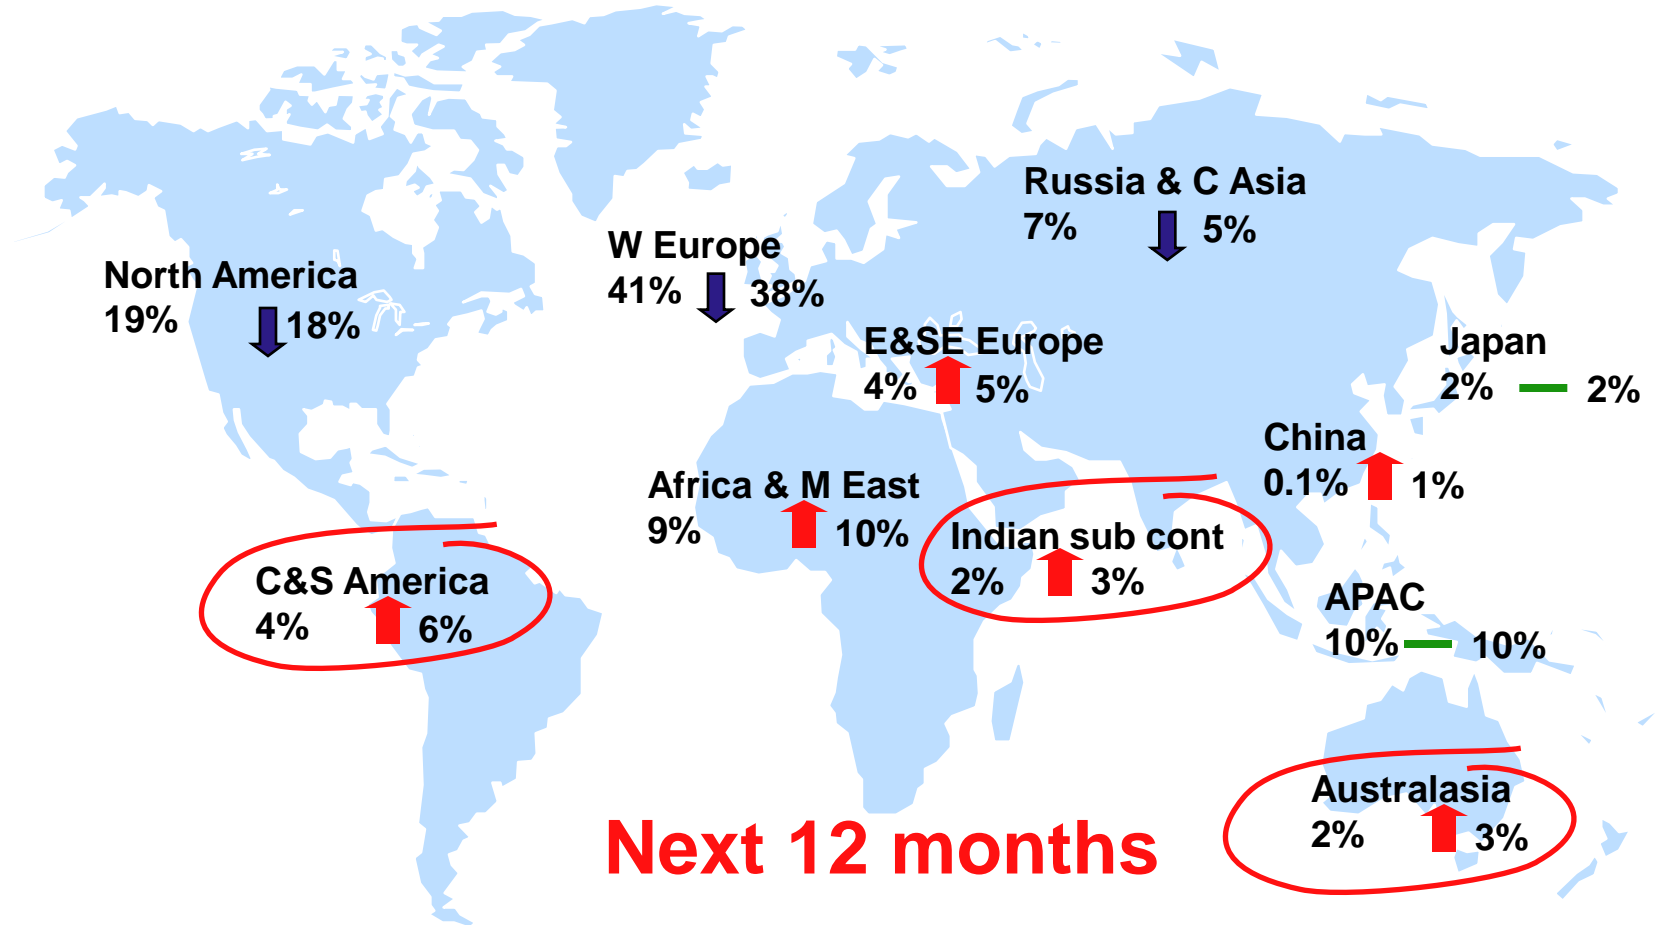 Russia & C Asia
7% 5%
W Europe
41% 38%
North America
19% 18%
E&SE Europe
4% 5%
Japan
2% 2%
China
0.1% 1%
Africa & M East
9% 10%
Indian sub cont
2% 3%
C&S America
4% 6%
APAC
10% 10%
Australasia
2% 3%
Next 12 months